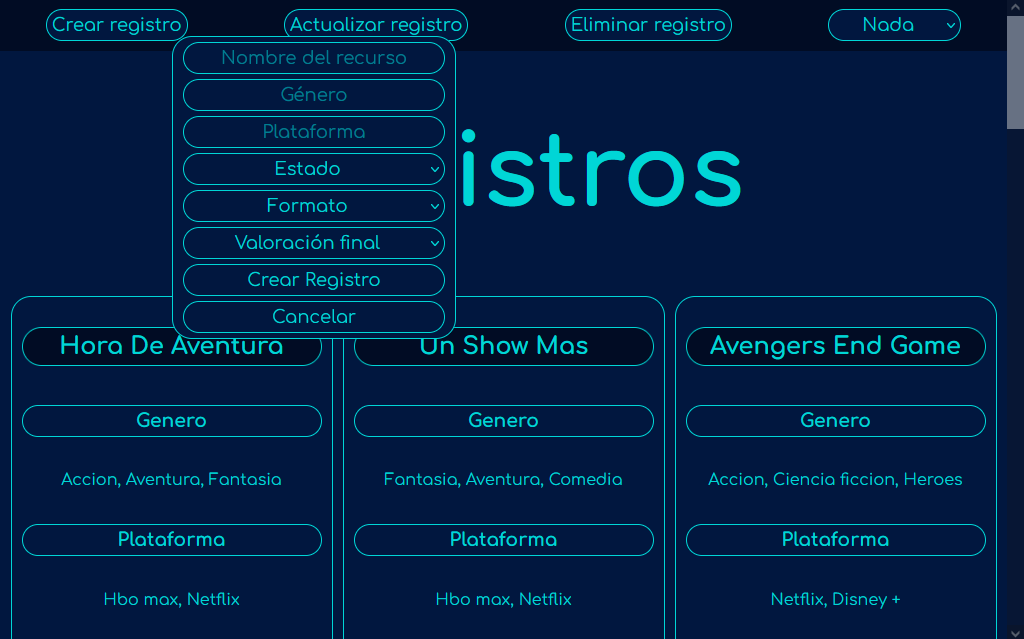 Crear registro
Actualizar registro
Eliminar registro
Nada
Nombre del recurso
Género
Plataforma
Estado
Formato
Valoración final
Crear Registro
Cancelar
istros
Hora De Aventura
Genero
Accion, Aventura, Fantasia
Plataforma
Hbo max, Netflix
Un Show Mas
Genero
Fantasia, Aventura, Comedia
Plataforma
Hbo max, Netflix
Avengers End Game
Genero
Accion, Ciencia ficcion, Heroes
Plataforma
Netflix, Disney +